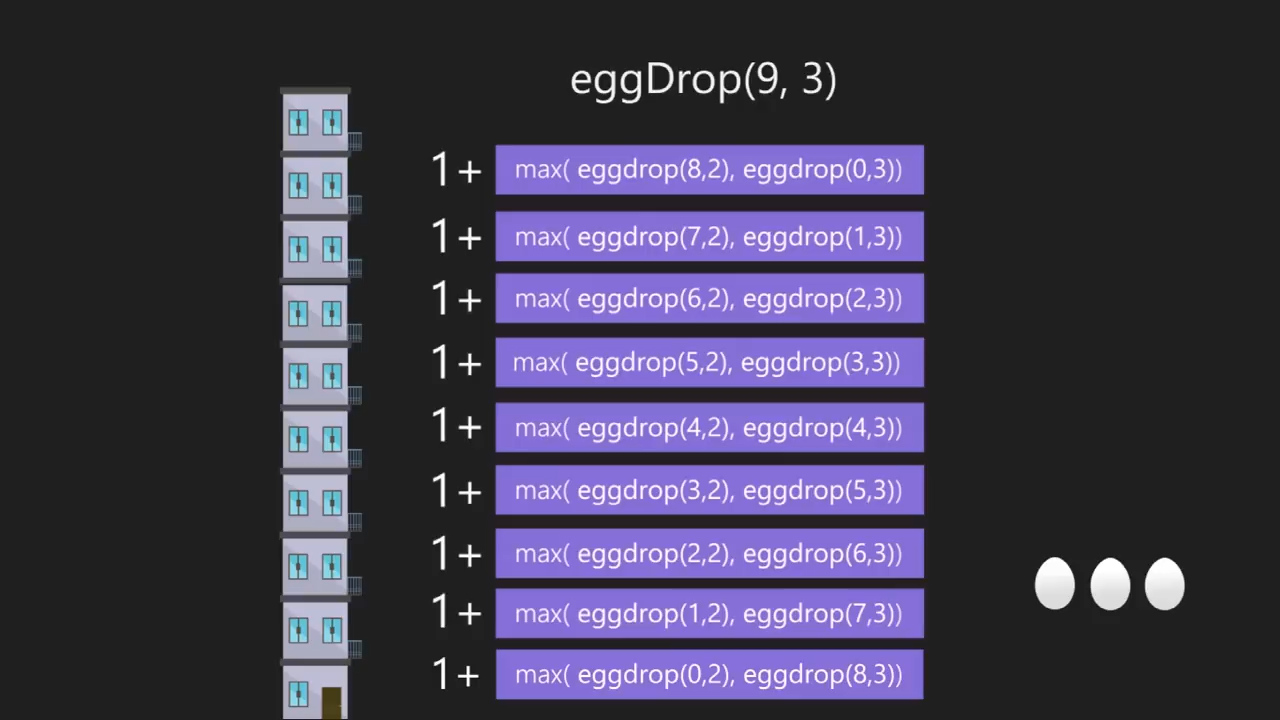 eggDrop(9, 3)
1+ max( eggdrop(8,2), eggdrop(0,3))
1+ max( eggdrop(7,2), eggdrop(1,3))
1+ max( eggdrop(6,2), eggdrop(2,3))
1+ max( eggdrop(5,2), eggdrop(3,3))
1+ max( eggdrop(4,2), eggdrop(4,3))
1+ max( eggdrop(3,2), eggdrop(5,3))
1+ max( eggdrop(2,2), eggdrop(6,3))
1+ max( eggdrop(1,2), eggdrop(7,3))
1+ max( eggdrop(0,2), eggdrop(8,3))